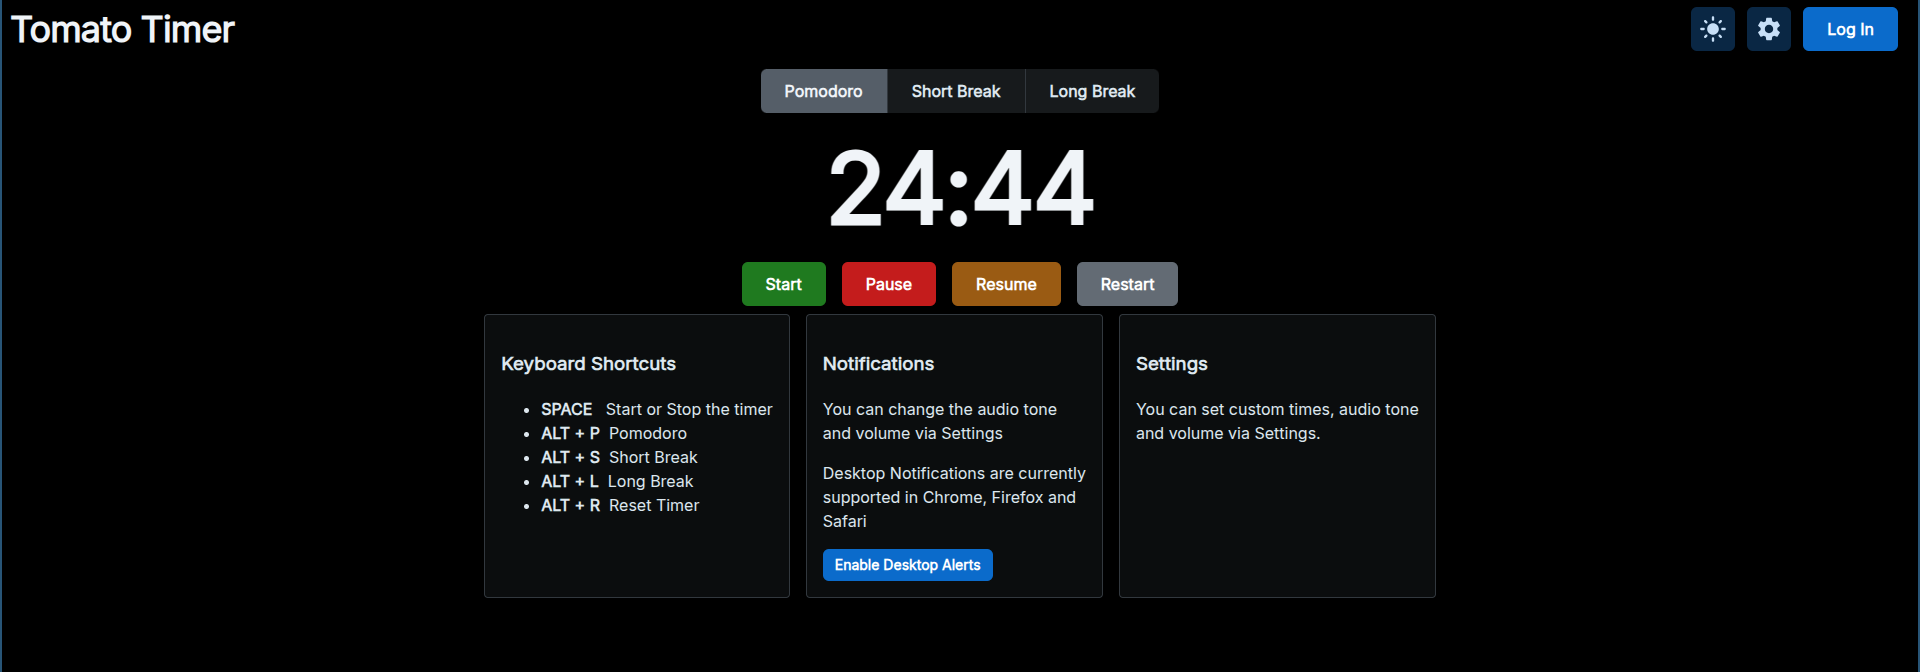 Tomato Timer
Log In
Pomodoro
Short Break
Long Break
24:44
Start
Pause
Resume
Restart
Keyboard Shortcuts
SPACE Start or Stop the timer
ALT + P Pomodoro
ALT + S Short Break
ALT + L Long Break
ALT + R Reset Timer
Notifications
You can change the audio tone
and volume via Settings
Desktop Notifications are currently
supported in Chrome, Firefox and
Safari
Enable Desktop Alerts
Settings
You can set custom times, audio tone
and volume via Settings.